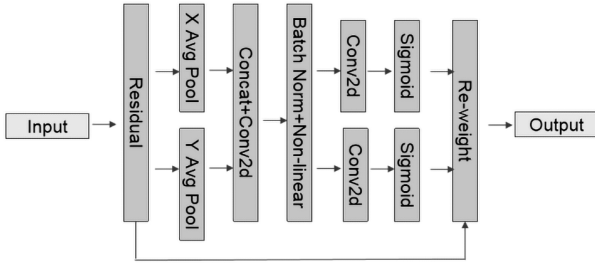 Input
Residual
X Avg Pool
Y Avg Pool
Concat+Conv2d
Batch Norm+Non-linear
Conv2d
Conv2d
Sigmoid
Sigmoid
Re-weight
Output